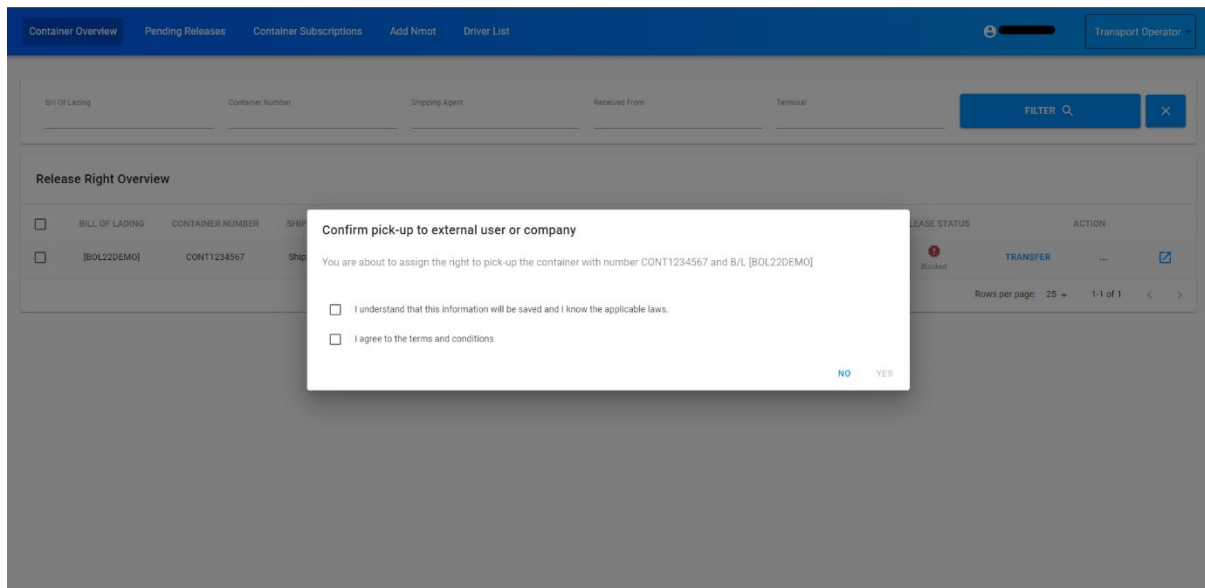 Container Overview Pending Releases Container Subscriptions Add Nmot Driver List Transport Operator
Bill Of Lading Container Number Shipping Agent Received From Terminal
FILTER
Release Right Overview
BILL OF LADING CONTAINER NUMBER SHIP LEASE STATUS ACTION
[BOL22DEMO] CONT1234567 Ship Blocked TRANSFER ...
Rows per page: 25 1-1 of 1
Confirm pick-up to external user or company
You are about to assign the right to pick-up the container with number CONT1234567 and B/L [BOL22DEMO]
I understand that this information will be saved and I know the applicable laws.
I agree to the terms and conditions
NO YES